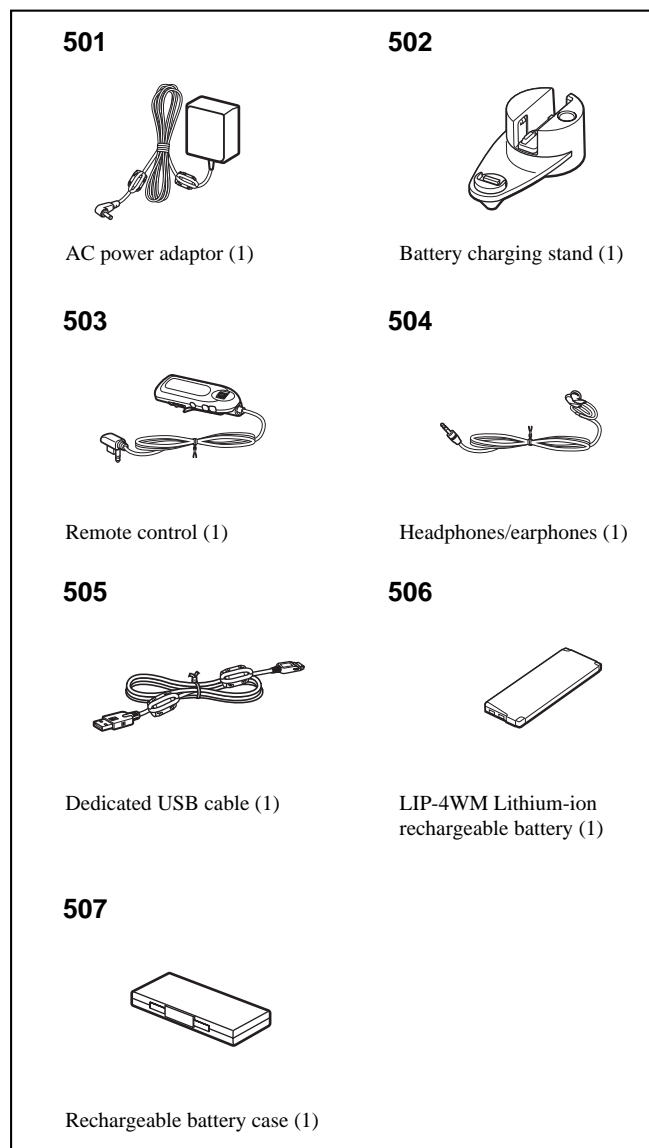 501
502
AC power adaptor (1)
Battery charging stand (1)
503
504
Remote control (1)
Headphones/earphones (1)
505
506
Dedicated USB cable (1)
LIP-4WM Lithium-ion
rechargeable battery (1)
507
Rechargeable battery case (1)